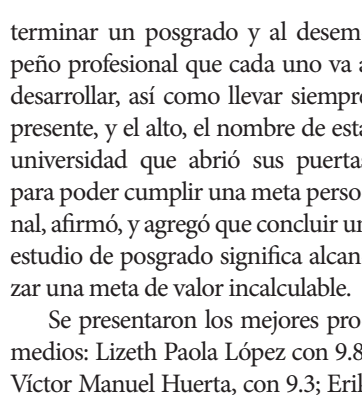 terminar un posgrado y al desem
peño profesional que cada uno va a
desarrollar, así como llevar siempre
presente, y el alto, el nombre de esta
universidad que abrió sus puertas
para poder cumplir una meta perso
nal, afirmó, y agregó que concluir un
estudio de posgrado significa alcan
zar una meta de valor incalculable.
Se presentaron los mejores pro
medios: Lizeth Paola López con 9.8
Víctor Manuel Huerta, con 9.3; Erik